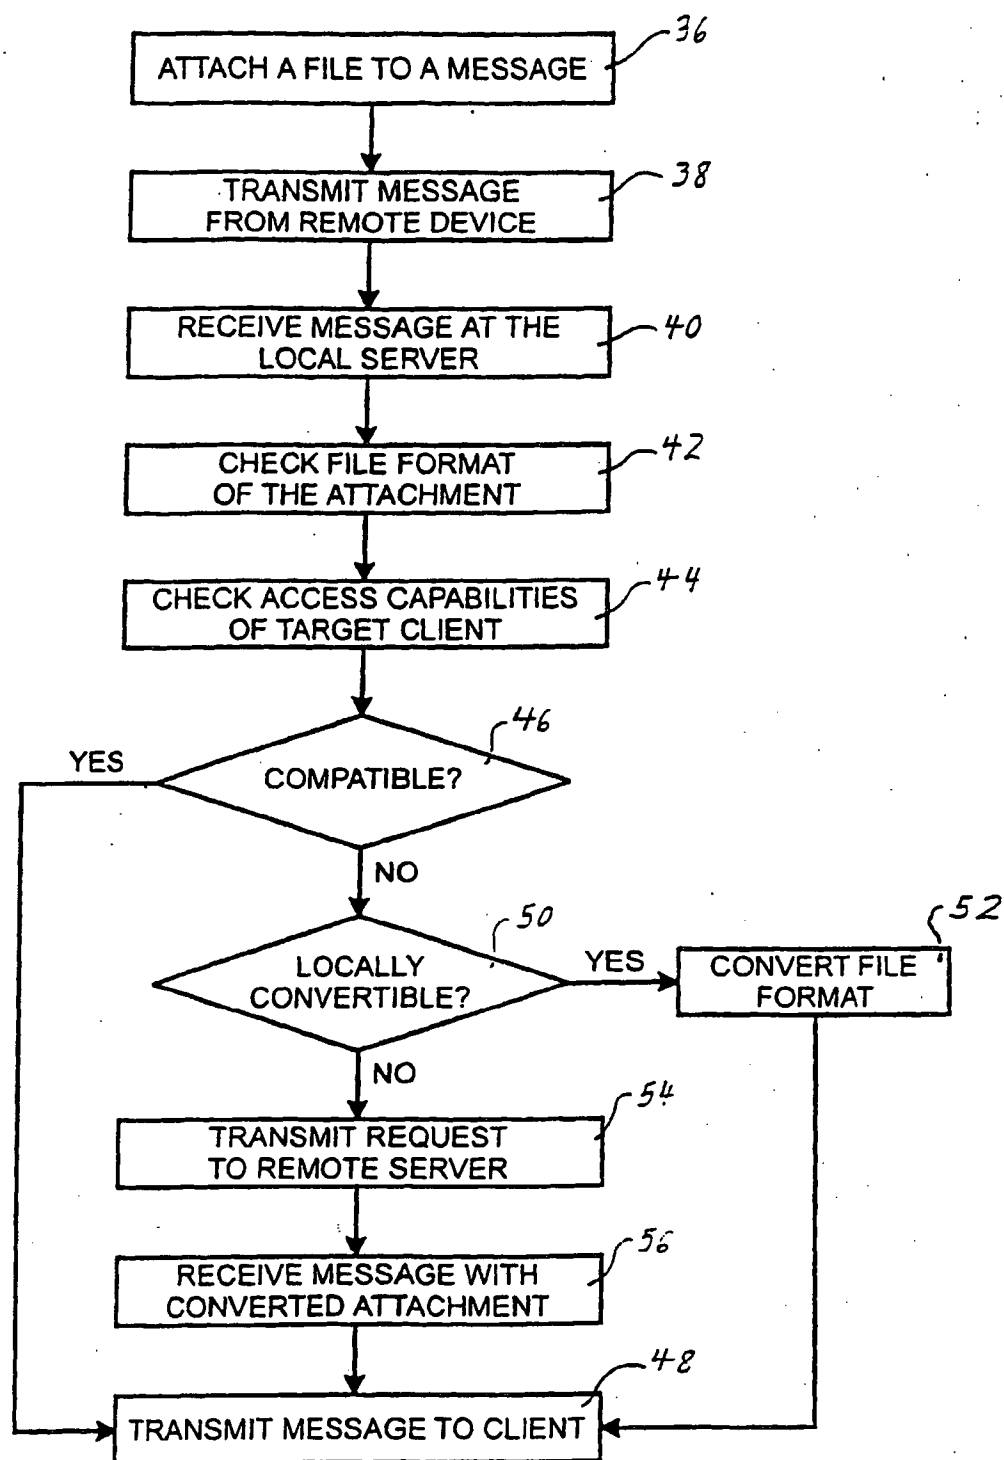 36
ATTACH A FILE TO A MESSAGE
38
TRANSMIT MESSAGE
FROM REMOTE DEVICE
40
RECEIVE MESSAGE AT THE
LOCAL SERVER
42
CHECK FILE FORMAT
OF THE ATTACHMENT
44
CHECK ACCESS CAPABILITIES
OF TARGET CLIENT
46
YES
COMPATIBLE?
NO
50
52
LOCALLY
CONVERTIBLE?
YES
CONVERT FILE
FORMAT
NO
54
TRANSMIT REQUEST
TO REMOTE SERVER
56
RECEIVE MESSAGE WITH
CONVERTED ATTACHMENT
48
TRANSMIT MESSAGE TO CLIENT